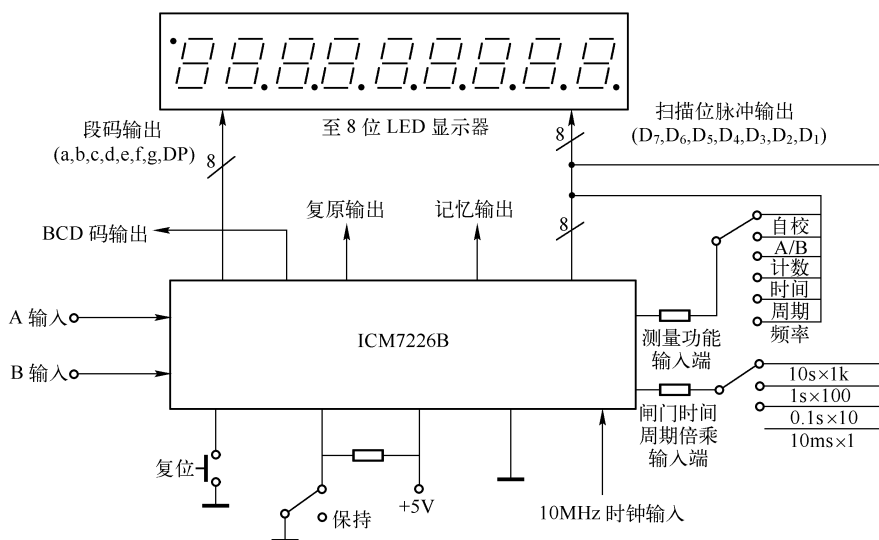 段码输出
(a,b,c,d,e,f,g,DP)
8
至 8 位 LED 显示器
8
扫描位脉冲输出
(D7,D6,D5,D4,D3,D2,D1)
BCD 码输出
复原输出
记忆输出
8
自校
A/B
计数
时间
周期
频率
A 输入
B 输入
ICM7226B
测量功能
输入端
闸门时间
周期倍乘
输入端
10s×1k
1s×100
0.1s×10
10ms×1
复位
保持
+5V
10MHz 时钟输入